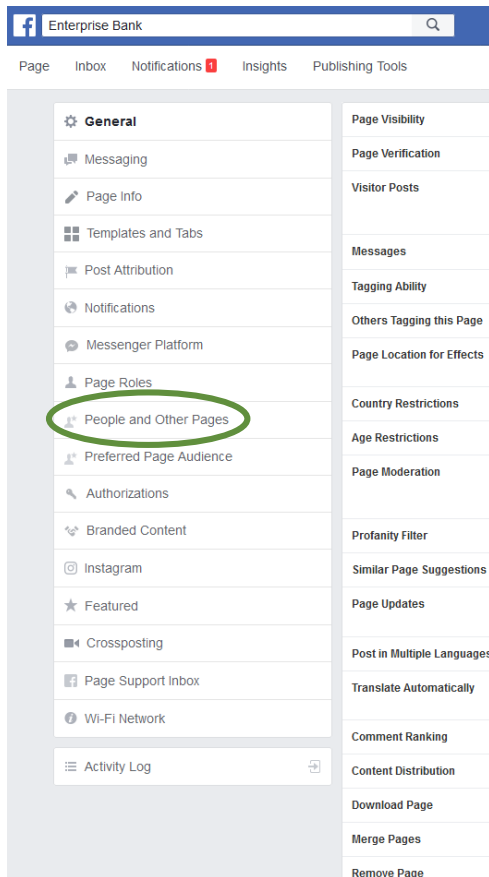 Enterprise Bank
Page Inbox Notifications 1 Insights Publishing Tools
General
Messaging
Page Info
Templates and Tabs
Post Attribution
Notifications
Messenger Platform
Page Roles
People and Other Pages
Preferred Page Audience
Authorizations
Branded Content
Instagram
Featured
Crossposting
Page Support Inbox
Wi-Fi Network
Activity Log
Page Visibility
Page Verification
Visitor Posts
Messages
Tagging Ability
Others Tagging this Page
Page Location for Effects
Country Restrictions
Age Restrictions
Page Moderation
Profanity Filter
Similar Page Suggestions
Page Updates
Post in Multiple Languages
Translate Automatically
Comment Ranking
Content Distribution
Download Page
Merge Pages
Remove Page